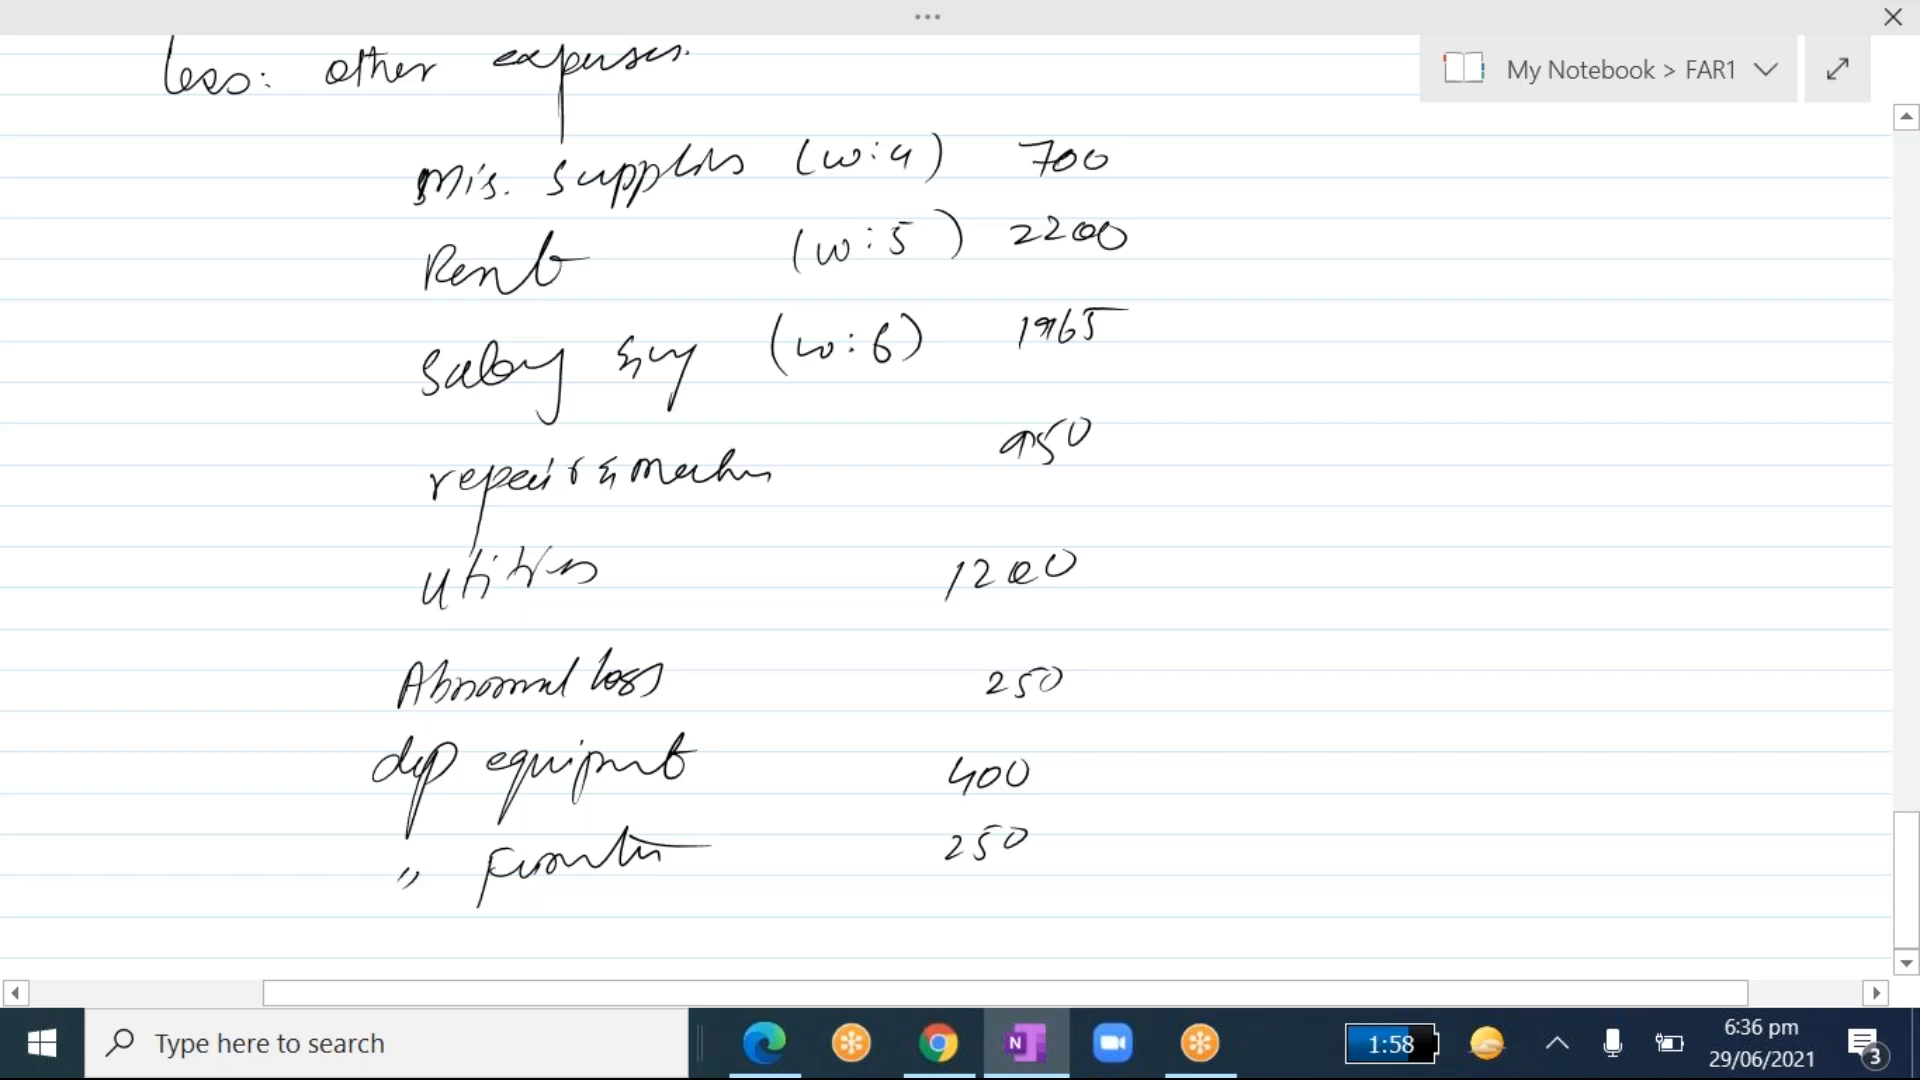 ...
My Notebook > FAR1
less: other expenses.
Mis. supplies (w:4) 700
Rent (w:5) 2200
Salary (w:6) 1965
repair & 950
Utilities 1200
Abnormal loss 250
dep equipment 400
" 250
Type here to search
1:58
6:36 pm
29/06/2021
3